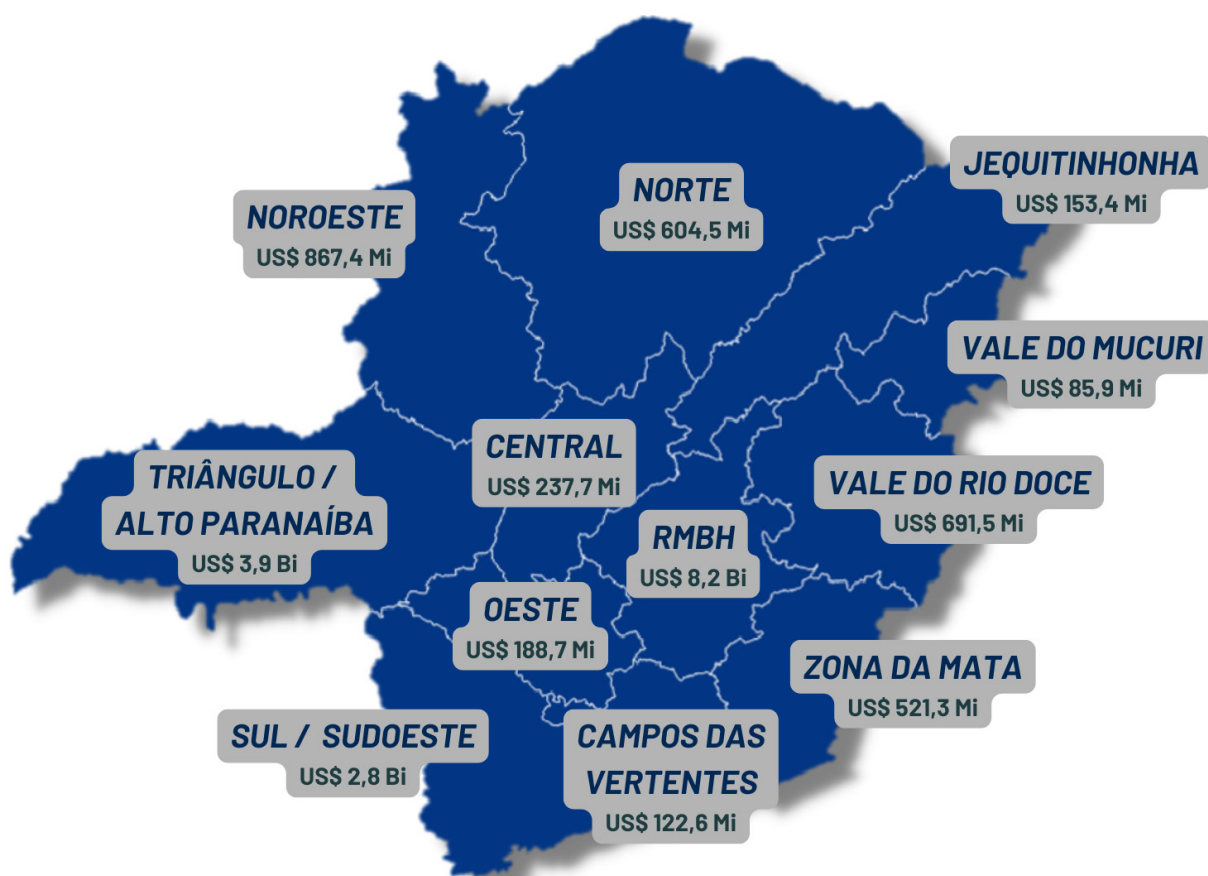 JEQUITINHONHA
US$ 153,4 Mi
NORTE
US$ 604,5 Mi
NOROESTE
US$ 867,4 Mi
VALE DO MUCURI
US$ 85,9 Mi
CENTRAL
US$ 237,7 Mi
TRIÂNGULO /
ALTO PARANAÍBA
US$ 3,9 Bi
VALE DO RIO DOCE
US$ 691,5 Mi
RMBH
US$ 8,2 Bi
OESTE
US$ 188,7 Mi
ZONA DA MATA
US$ 521,3 Mi
SUL / SUDOESTE
US$ 2,8 Bi
CAMPOS DAS
VERTENTES
US$ 122,6 Mi